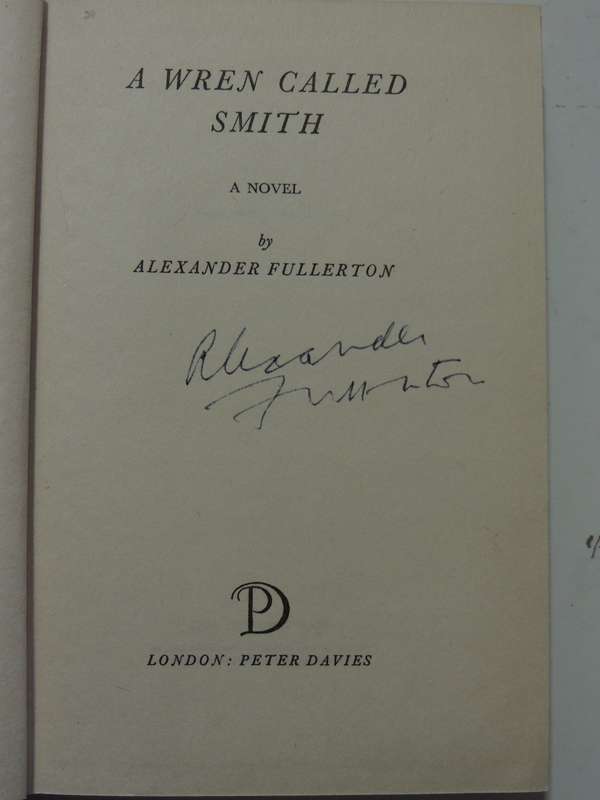 A WREN CALLED
SMITH
A NOVEL
by
ALEXANDER FULLERTON
Alexander
Fullerton
PD
LONDON: PETER DAVIES